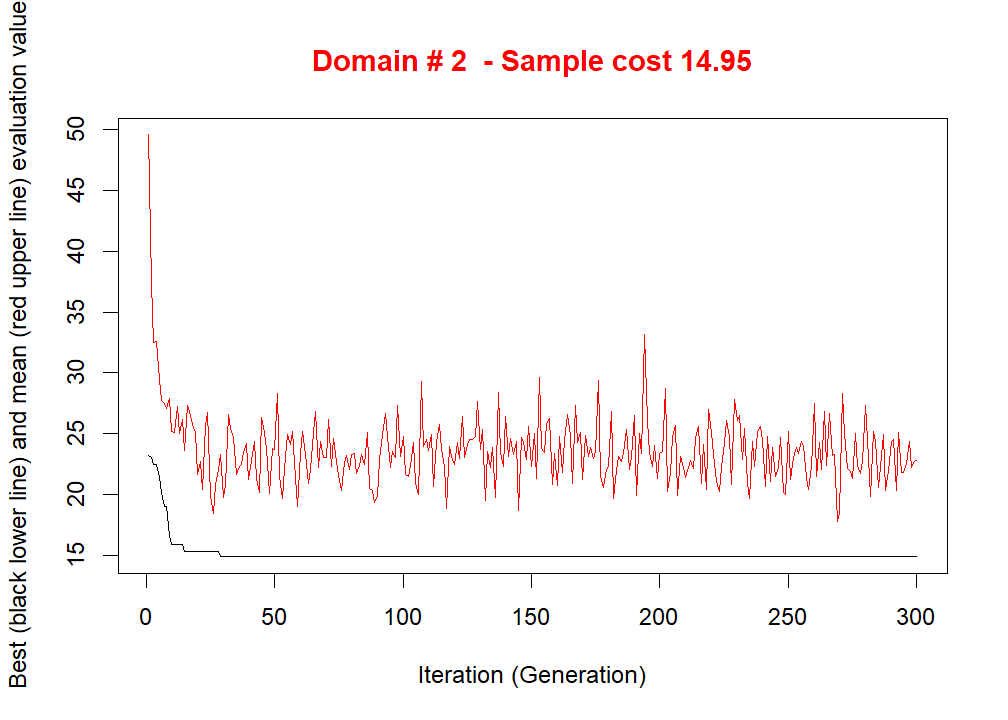 Domain # 2  - Sample cost 14.95
Best (black lower line) and mean (red upper line) evaluation value
50
45
40
35
30
25
20
15
0 50 100 150 200 250 300
Iteration (Generation)